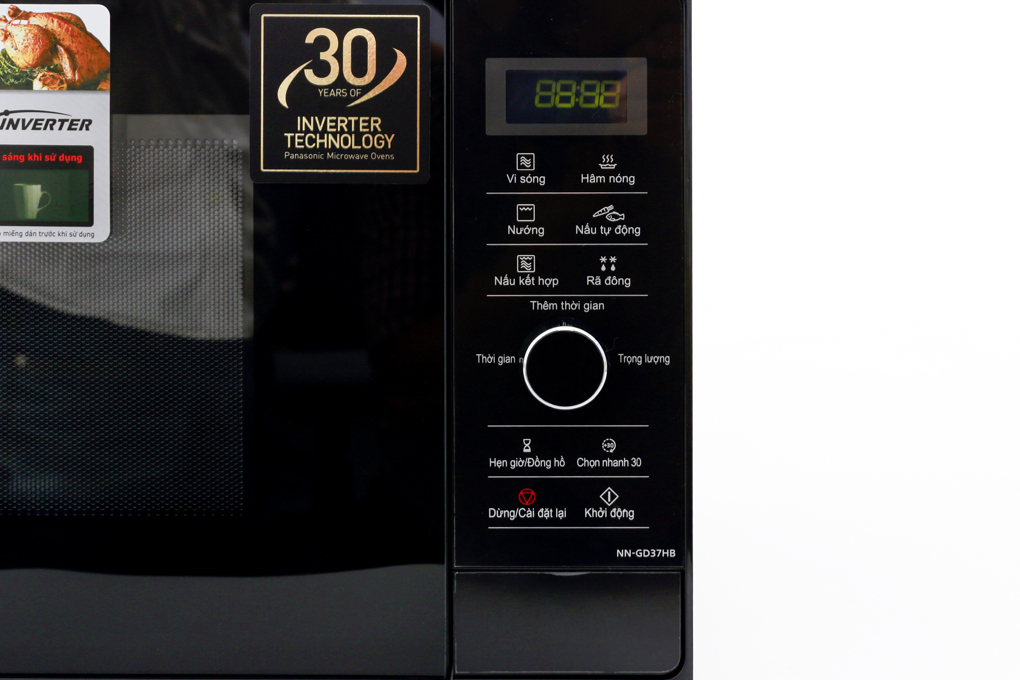 INVERTER
sáng khi sử dụng
miếng dán trước khi sử dụng
30
YEARS OF
INVERTER
TECHNOLOGY
Panasonic Microwave Ovens
88:88
Vi sóng
Hâm nóng
Nướng
Nấu tự động
Nấu kết hợp
Rã đông
Thêm thời gian
Thời gian
Trọng lượng
+30
Hẹn giờ/Đồng hồ
Chọn nhanh 30
Dừng/Cài đặt lại
Khởi động
NN-GD37HB